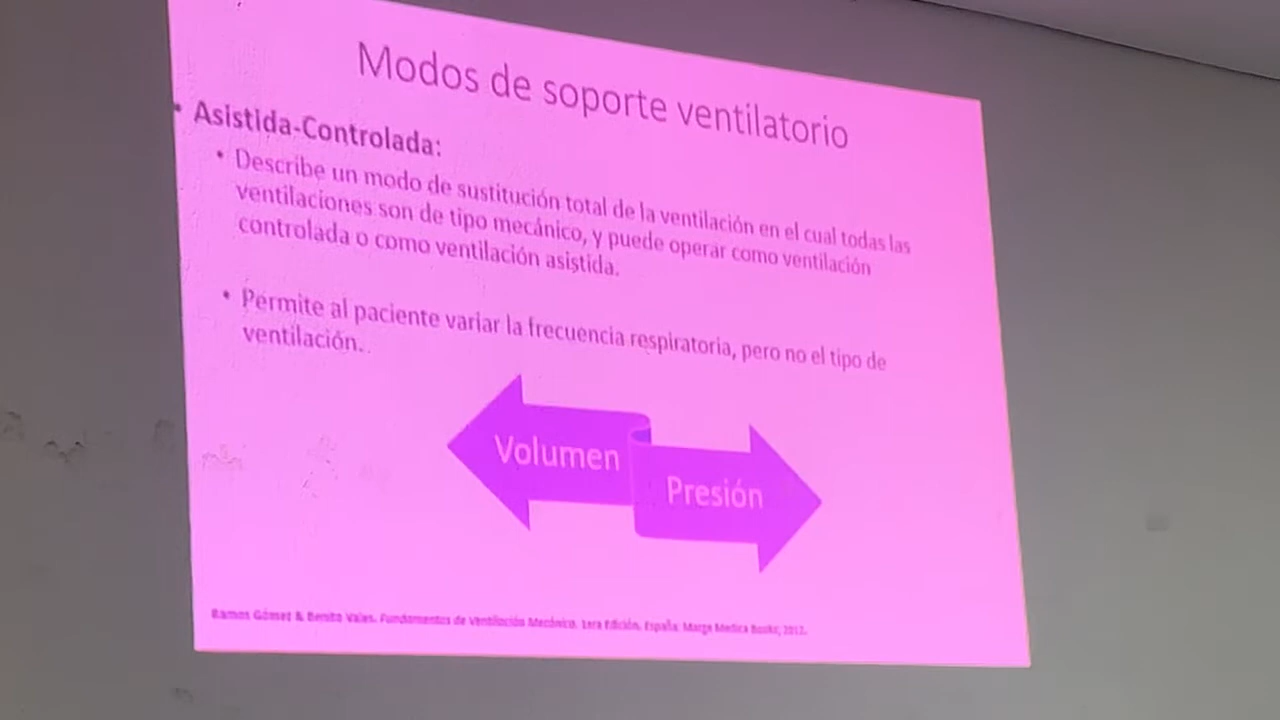 Modos de soporte ventilatorio
• Asistida-Controlada:
• Describe un modo de sustitución total de la ventilación en el cual todas las
ventilaciones son de tipo mecánico, y puede operar como ventilación
controlada o como ventilación asistida.
• Permite al paciente variar la frecuencia respiratoria, pero no el tipo de
ventilación.
Volumen
Presión
Ramos Gómez & Benito Vales. Fundamentos de Ventilación Mecánica. 1era Edición. España: Marge Medica Books; 2012.